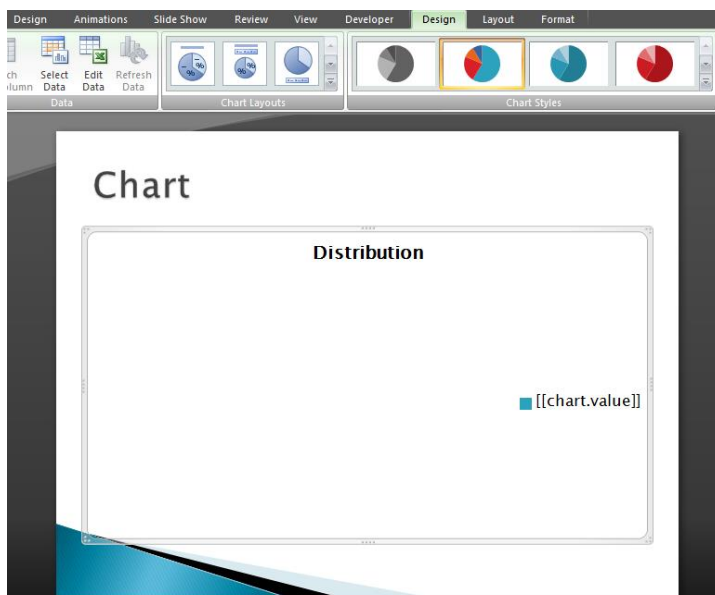 Design Animations Slide Show Review View Developer Design Layout Format
Select Data
Edit Data
Refresh Data
Data
Chart Layouts
Chart Styles
Chart
Distribution
[[chart.value]]